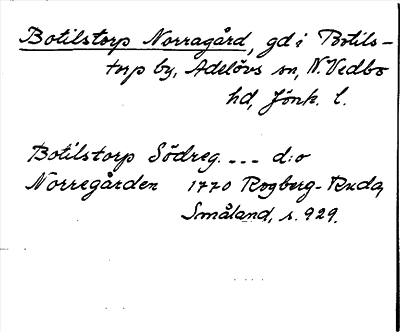 Botilstorp Norragård, gd i Botils-
torp by, Adelövs sn, N. Vedbo
hd, Jönk. l.
Botilstorp Södreg. --- d:o
Norregården 1770 Rogberg-Ruda,
Småland, s. 929.